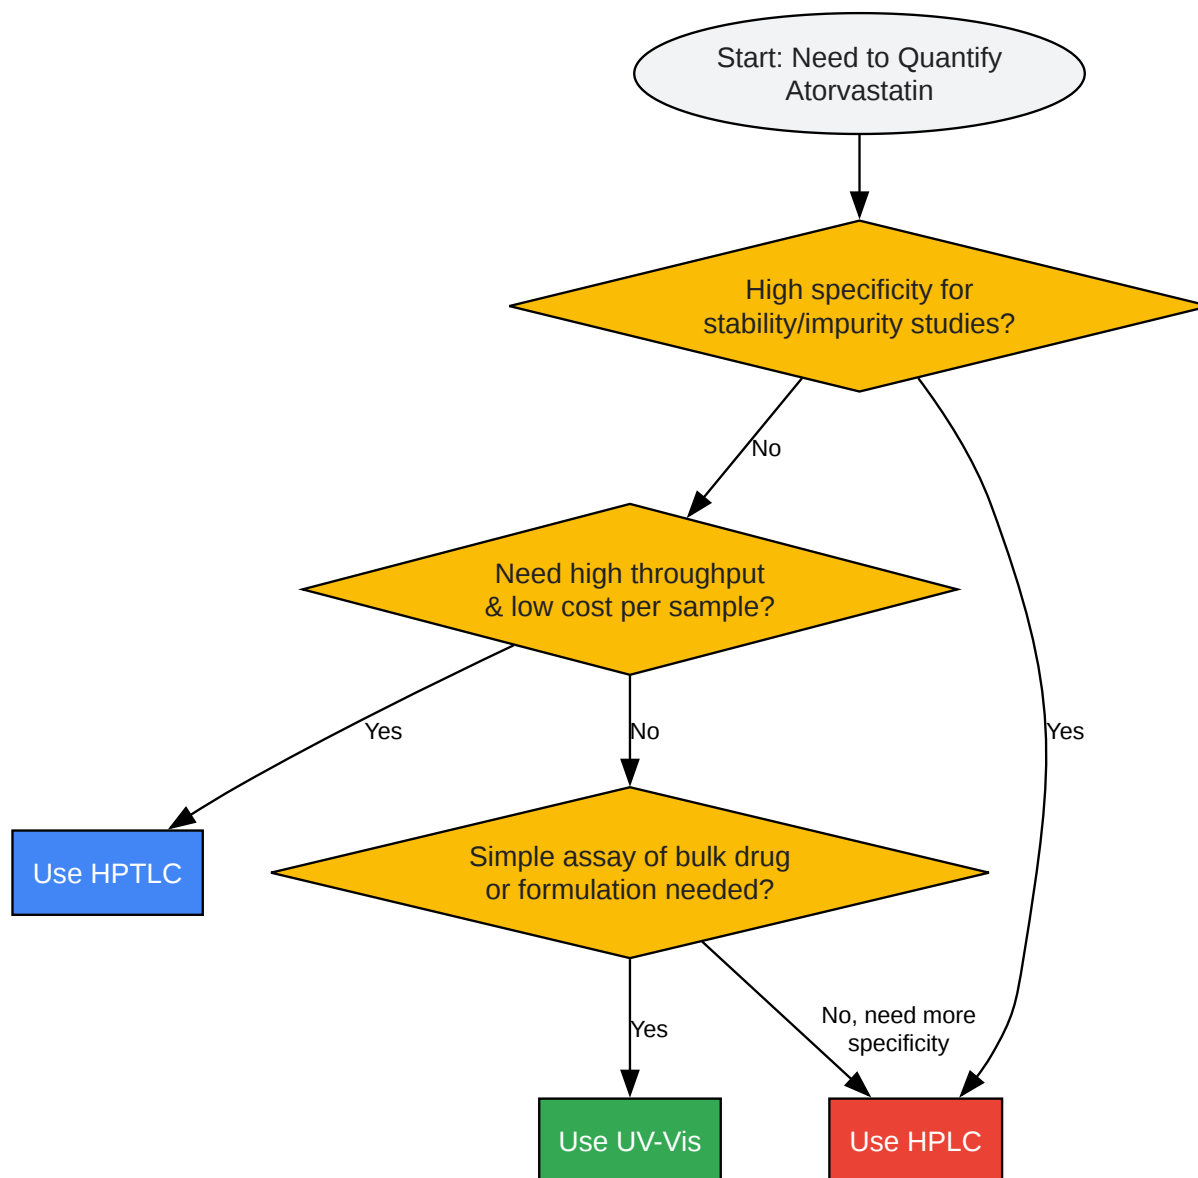 Start: Need to Quantify
Atorvastatin
High specificity for
stability/impurity studies?
No
Need high throughput
& low cost per sample?
Yes
No
Yes
Simple assay of bulk drug
or formulation needed?
Use HPTLC
No, need more
specificity
Yes
Use UV-Vis
Use HPLC